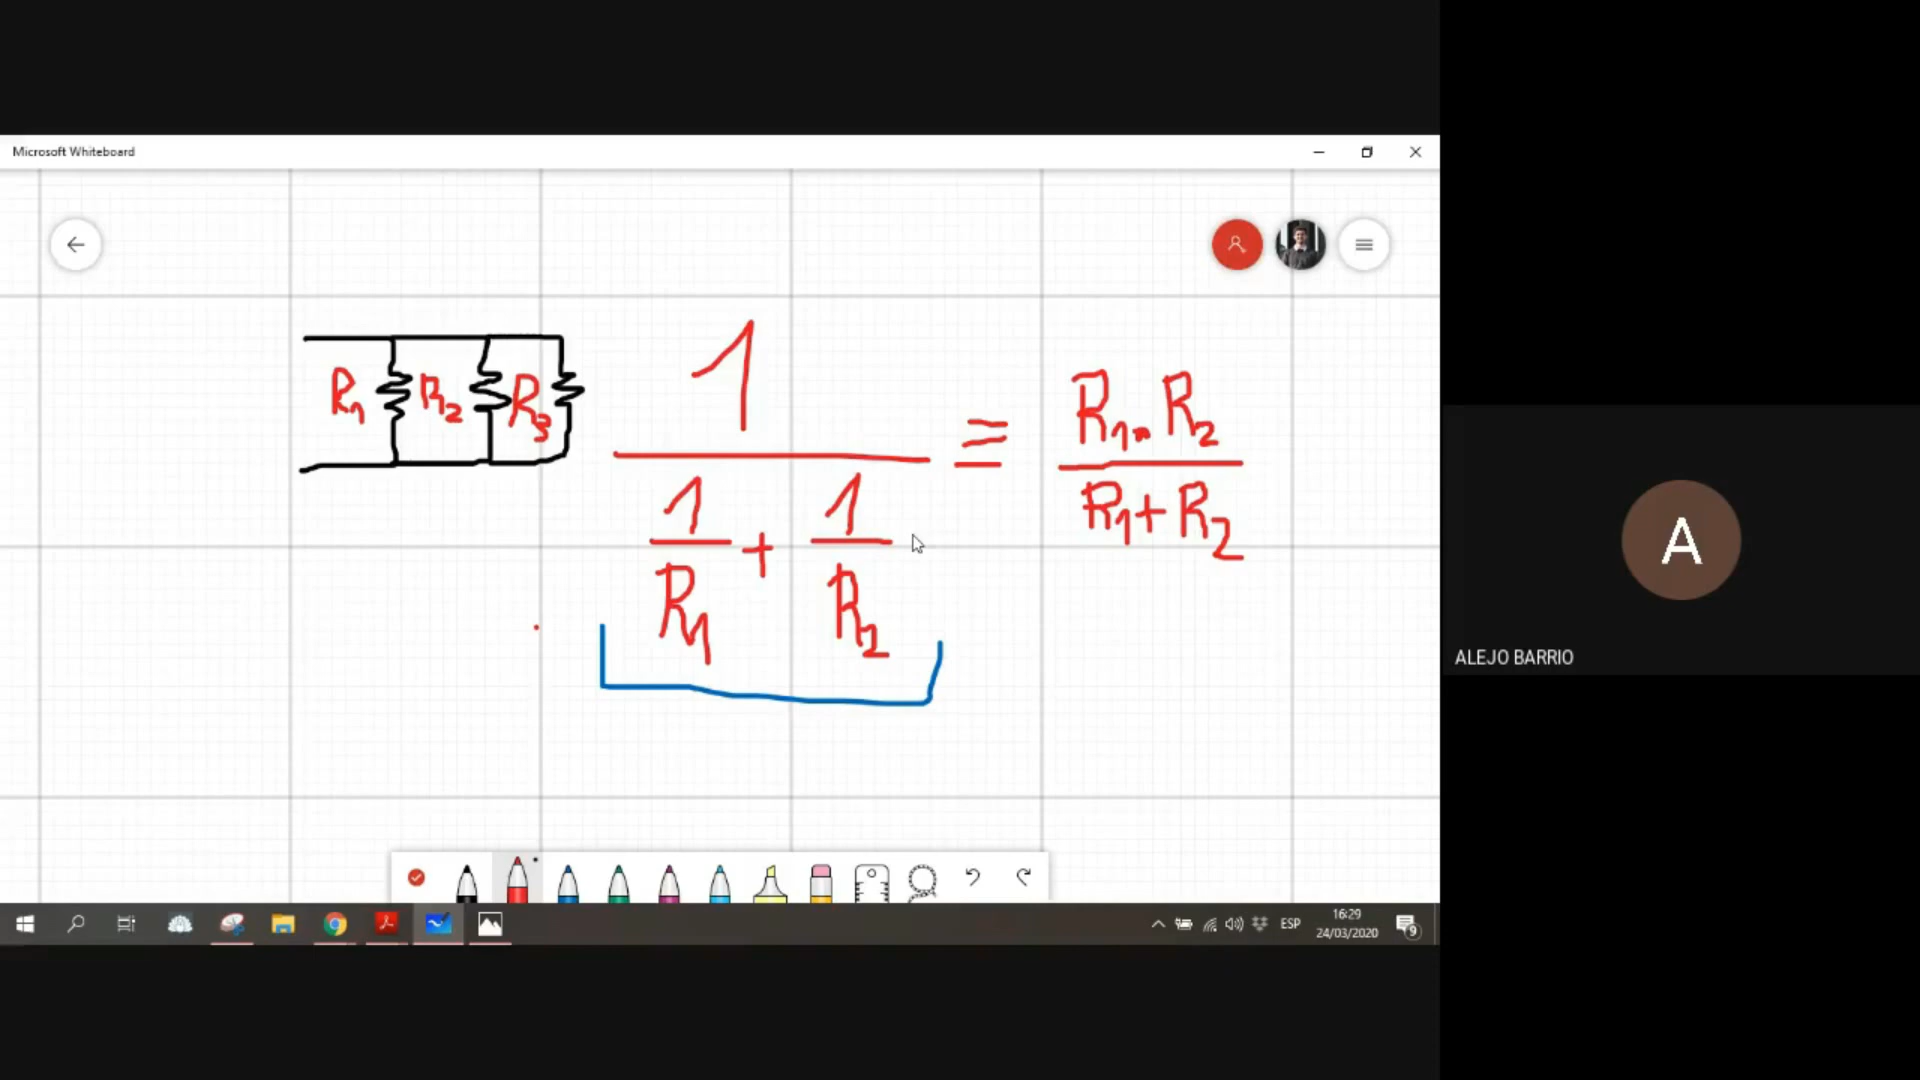 Microsoft Whiteboard
R1 R2 R3
1
1 + 1
R1 R2
=
R1 . R2
R1 + R2
A
ALEJO BARRIO
ESP
16:29
24/03/2020
9